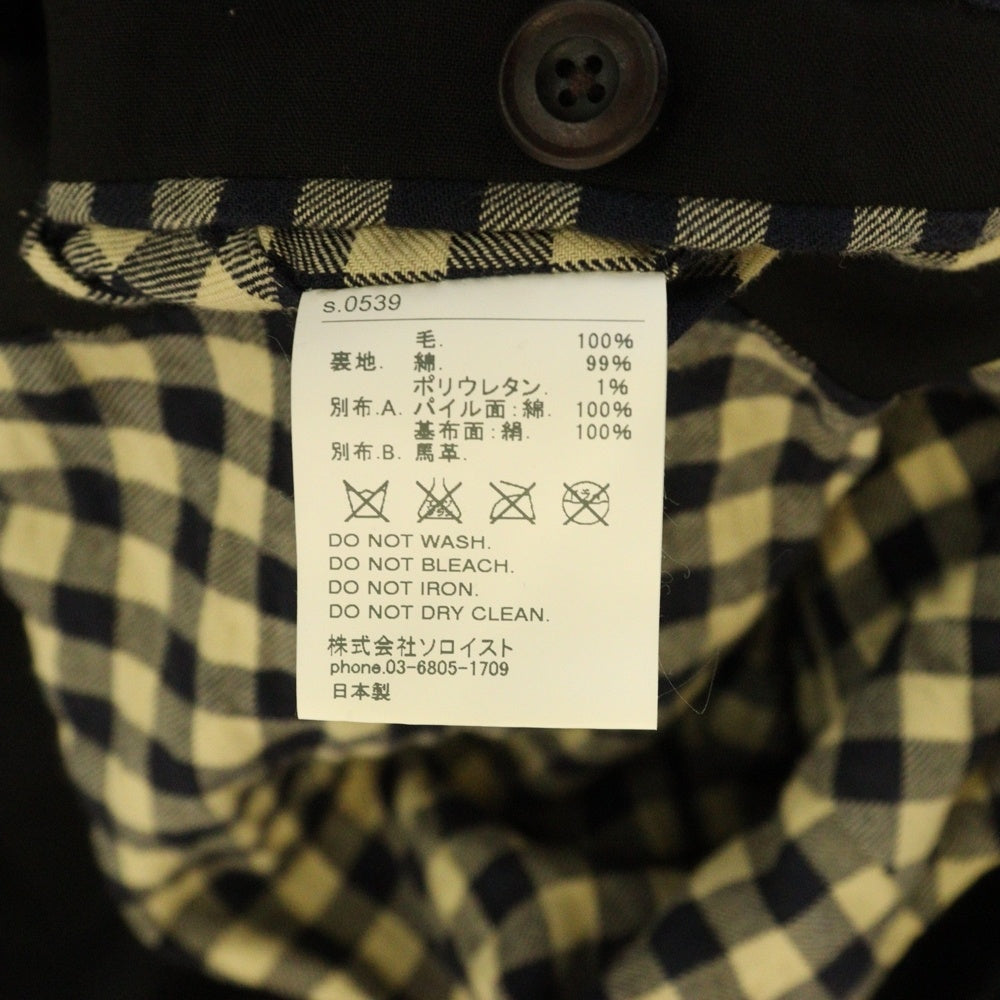 s.0539
毛. 100%
裏地. 綿. 99%
ポリウレタン. 1%
別布.A. パイル面:綿. 100%
基布面:絹. 100%
別布.B. 馬革.
DO NOT WASH.
DO NOT BLEACH.
DO NOT IRON.
DO NOT DRY CLEAN.
株式会社ソロイスト
phone.03-6805-1709
日本製